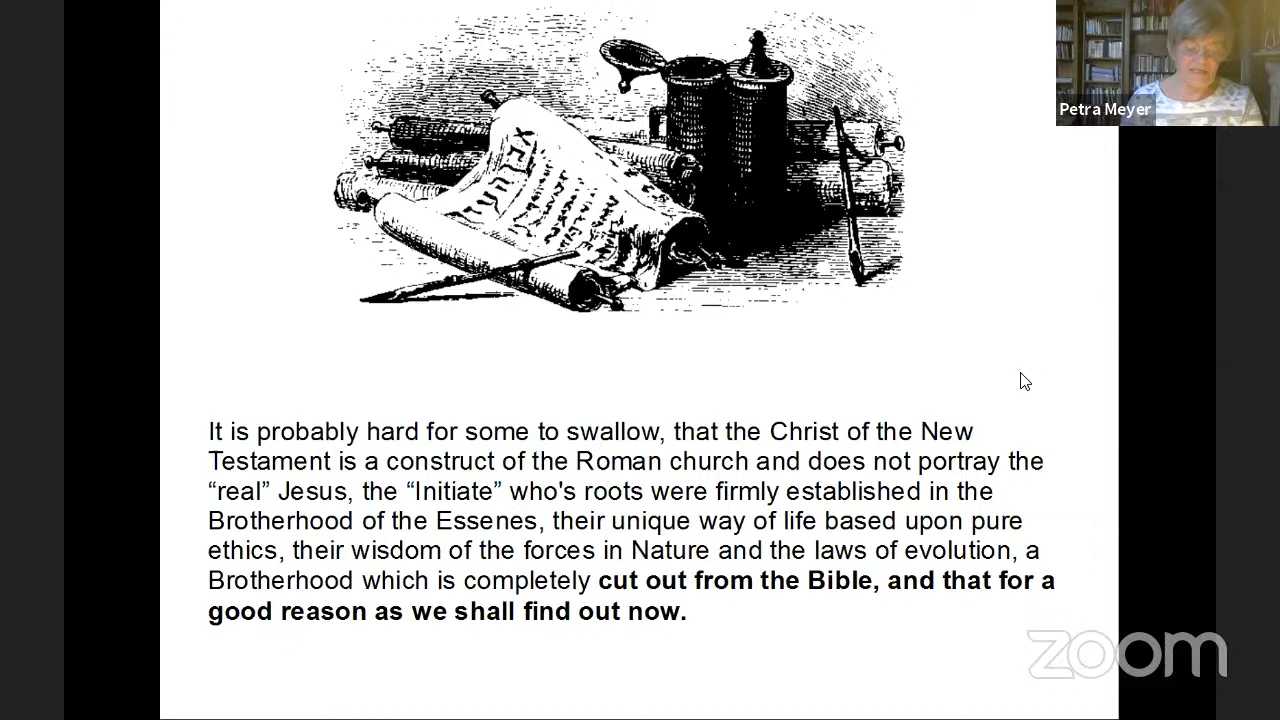 Petra Meyer
It is probably hard for some to swallow, that the Christ of the New
Testament is a construct of the Roman church and does not portray the
“real” Jesus, the “Initiate” who's roots were firmly established in the
Brotherhood of the Essenes, their unique way of life based upon pure
ethics, their wisdom of the forces in Nature and the laws of evolution, a
Brotherhood which is completely cut out from the Bible, and that for a
good reason as we shall find out now.
zoom